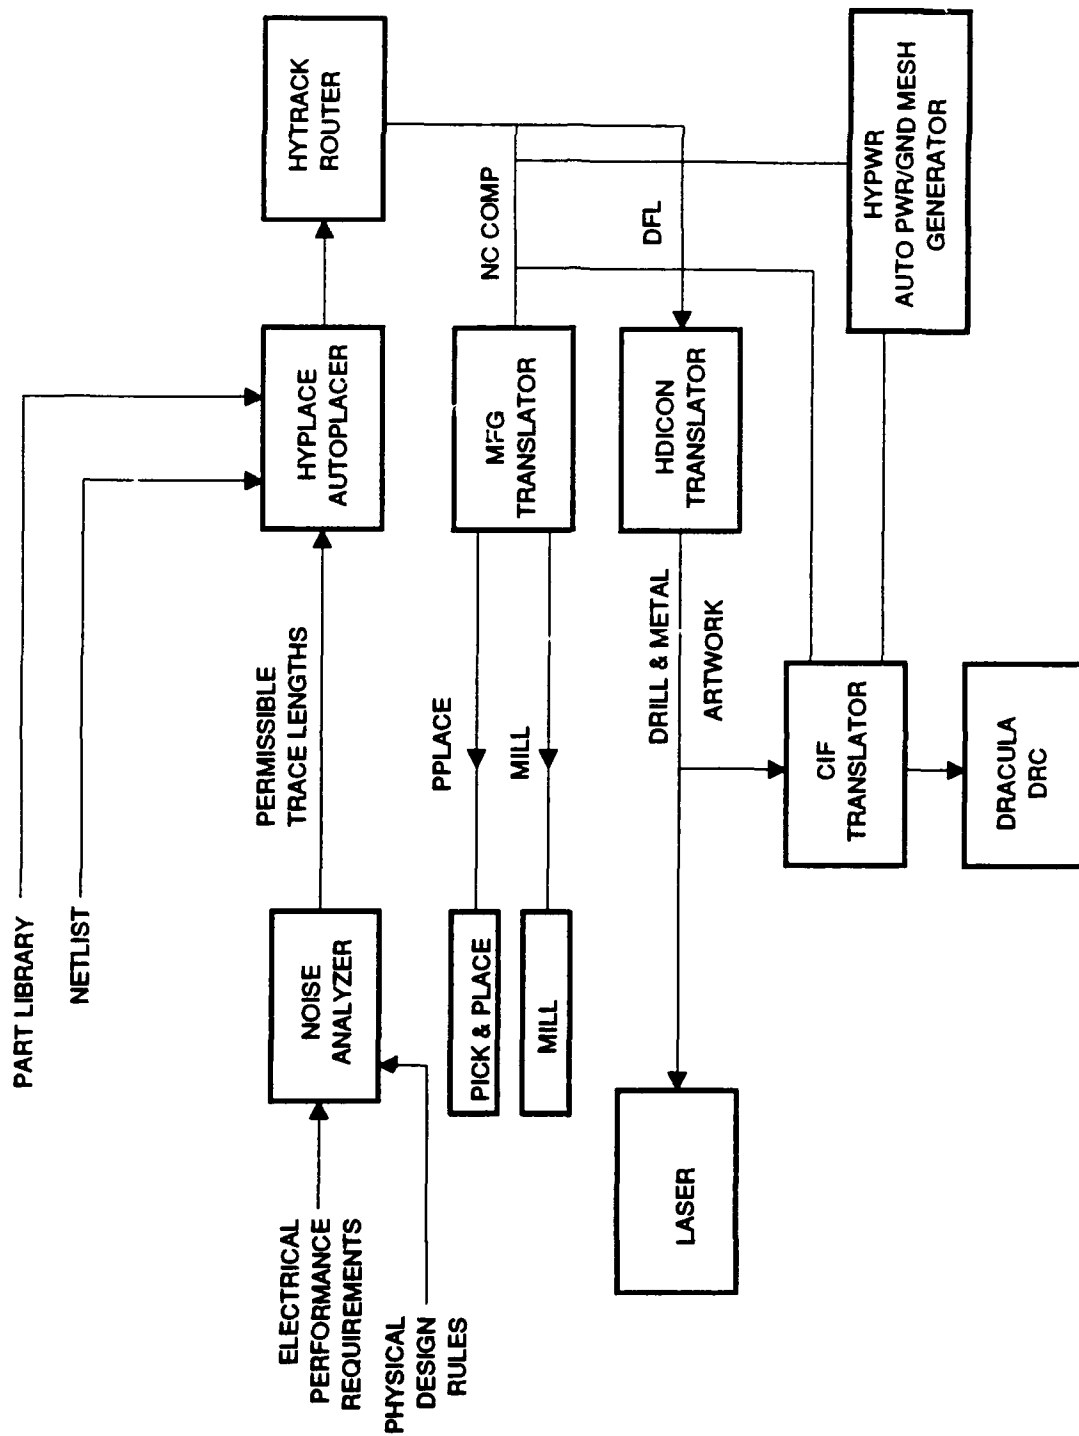 PART LIBRARY
NETLIST
ELECTRICAL
PERFORMANCE
REQUIREMENTS
PHYSICAL
DESIGN
RULES
NOISE
ANALYZER
PERMISSIBLE
TRACE LENGTHS
HYPLACE
AUTOPLACER
HYTRACK
ROUTER
PICK & PLACE
PPLACE
MILL
MILL
MFG
TRANSLATOR
NC COMP
LASER
DRILL & METAL
ARTWORK
HDICON
TRANSLATOR
DFL
CIF
TRANSLATOR
HYPWR
AUTO PWR/GND MESH
GENERATOR
DRACULA
DRC